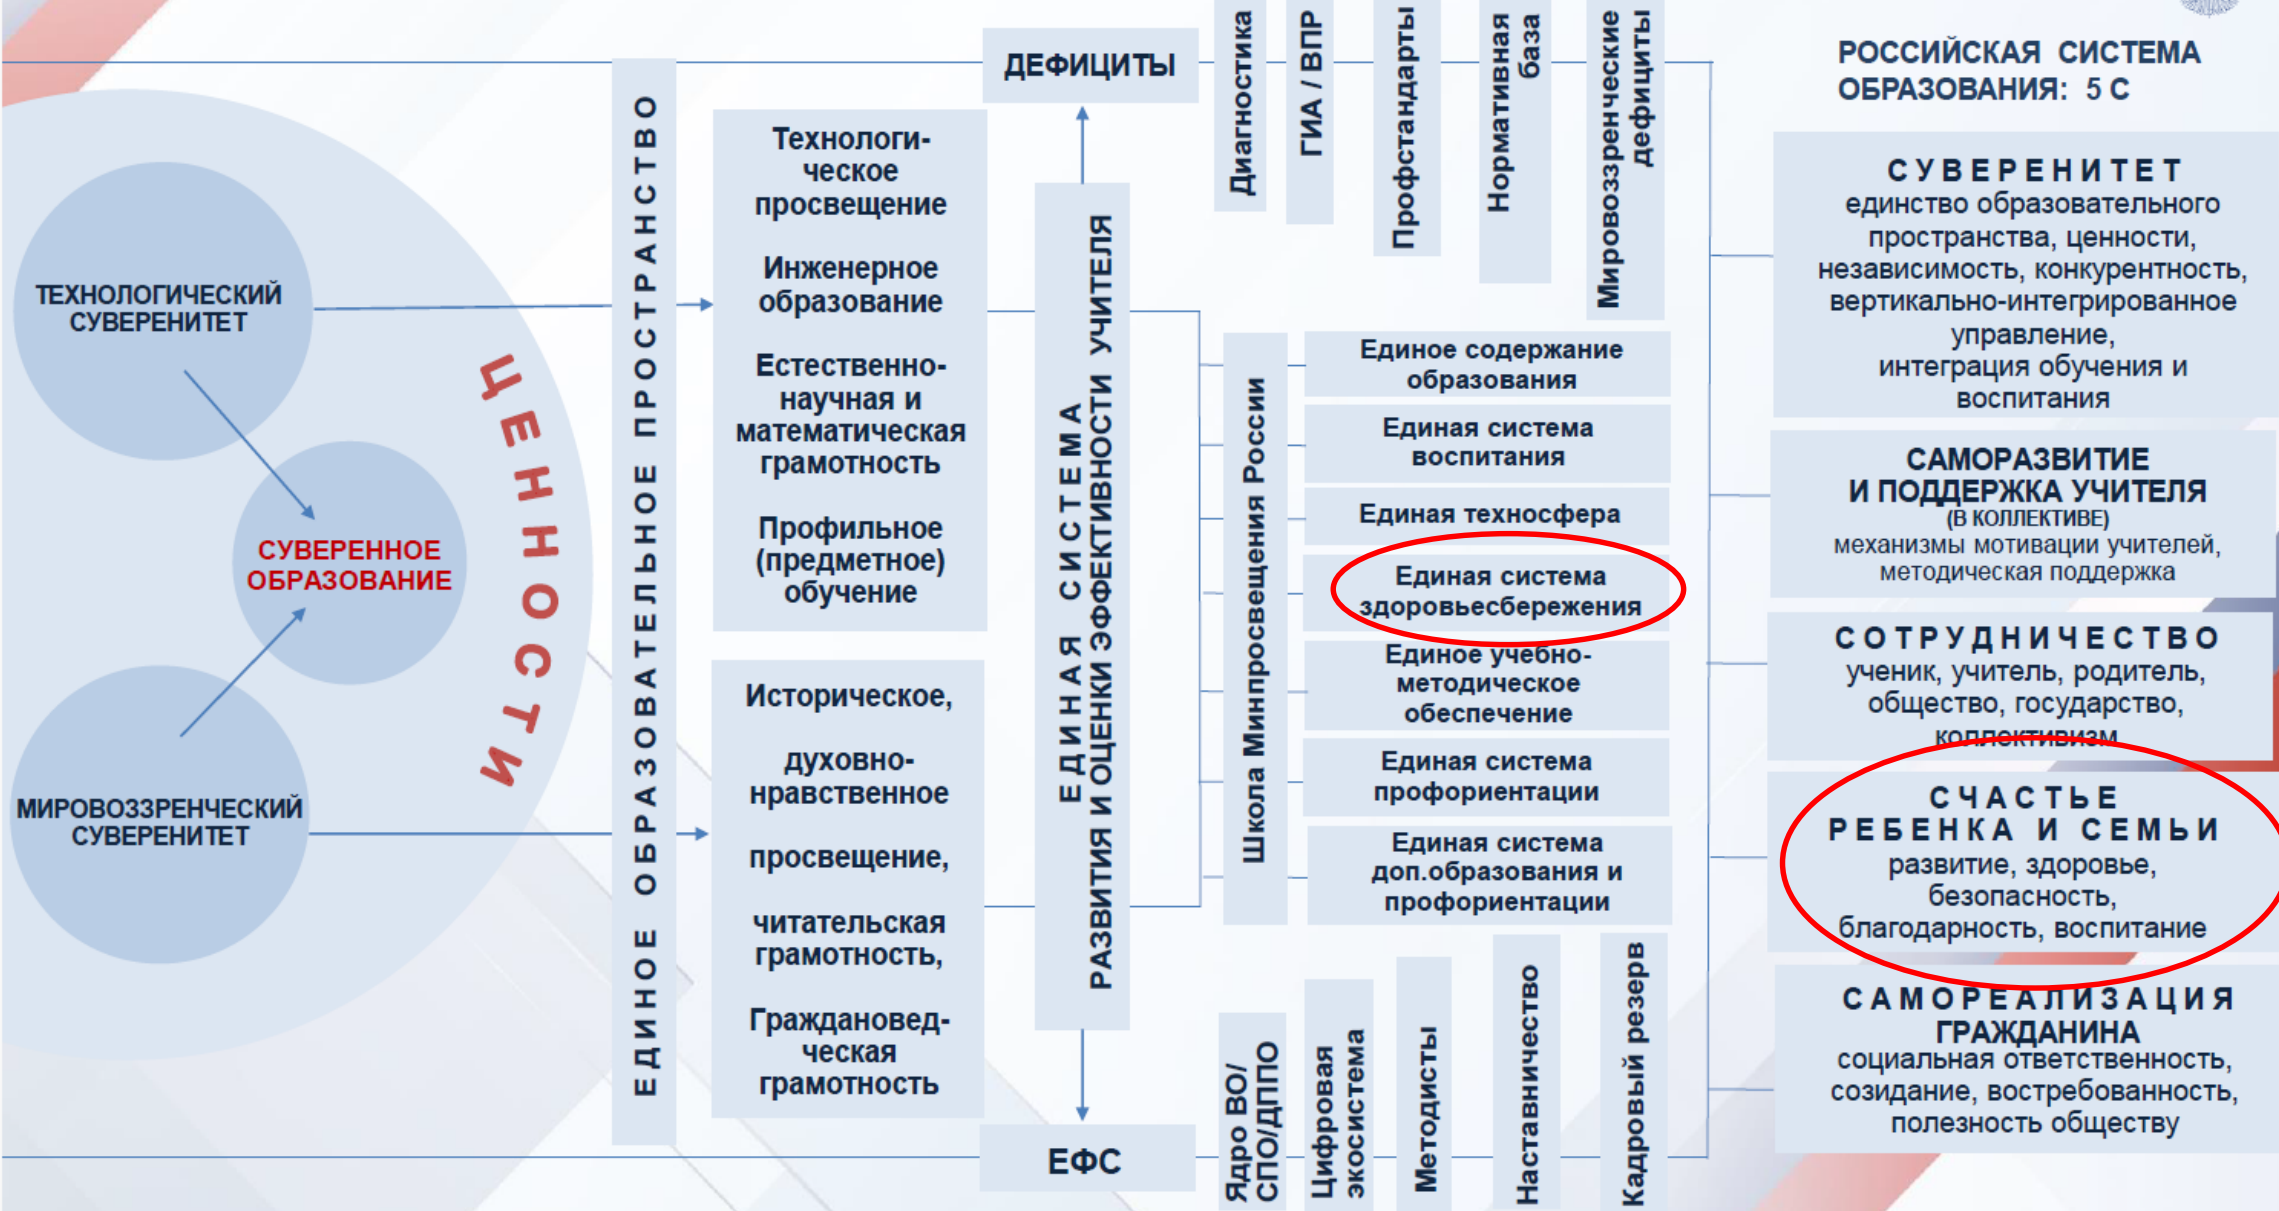 ТЕХНОЛОГИЧЕСКИЙ
СУВЕРЕНИТЕТ
СУВЕРЕННОЕ
ОБРАЗОВАНИЕ
МИРОВОЗЗРЕНЧЕСКИЙ
СУВЕРЕНИТЕТ
ЦЕННОСТИ
ЕДИНОЕ ОБРАЗОВАТЕЛЬНОЕ ПРОСТРАНСТВО
Технологи-
ческое
просвещение
Инженерное
образование
Естественно-
научная и
математическая
грамотность
Профильное
(предметное)
обучение
Историческое,
духовно-
нравственное
просвещение,
читательская
грамотность,
Граждановед-
ческая
грамотность
ДЕФИЦИТЫ
ЕДИНАЯ СИСТЕМА
РАЗВИТИЯ И ОЦЕНКИ ЭФФЕКТИВНОСТИ УЧИТЕЛЯ
ЕФС
Диагностика
ГИА / ВПР
Профстандарты
Нормативная
база
Мировоззренческие
дефициты
Школа Минпросвещения России
Единое содержание
образования
Единая система
воспитания
Единая техносфера
Единая система
здоровьесбережения
Единое учебно-
методическое
обеспечение
Единая система
профориентации
Единая система
доп.образования и
профориентации
Ядро ВО/
СПО/ДППО
Цифровая
экосистема
Методисты
Наставничество
Кадровый резерв
РОССИЙСКАЯ СИСТЕМА
ОБРАЗОВАНИЯ: 5 С
СУВЕРЕНИТЕТ
единство образовательного
пространства, ценности,
независимость, конкурентность,
вертикально-интегрированное
управление,
интеграция обучения и
воспитания
САМОРАЗВИТИЕ
И ПОДДЕРЖКА УЧИТЕЛЯ
(В КОЛЛЕКТИВЕ)
механизмы мотивации учителей,
методическая поддержка
СОТРУДНИЧЕСТВО
ученик, учитель, родитель,
общество, государство,
коллективизм
СЧАСТЬЕ
РЕБЕНКА И СЕМЬИ
развитие, здоровье,
безопасность,
благодарность, воспитание
САМОРЕАЛИЗАЦИЯ
ГРАЖДАНИНА
социальная ответственность,
созидание, востребованность,
полезность обществу